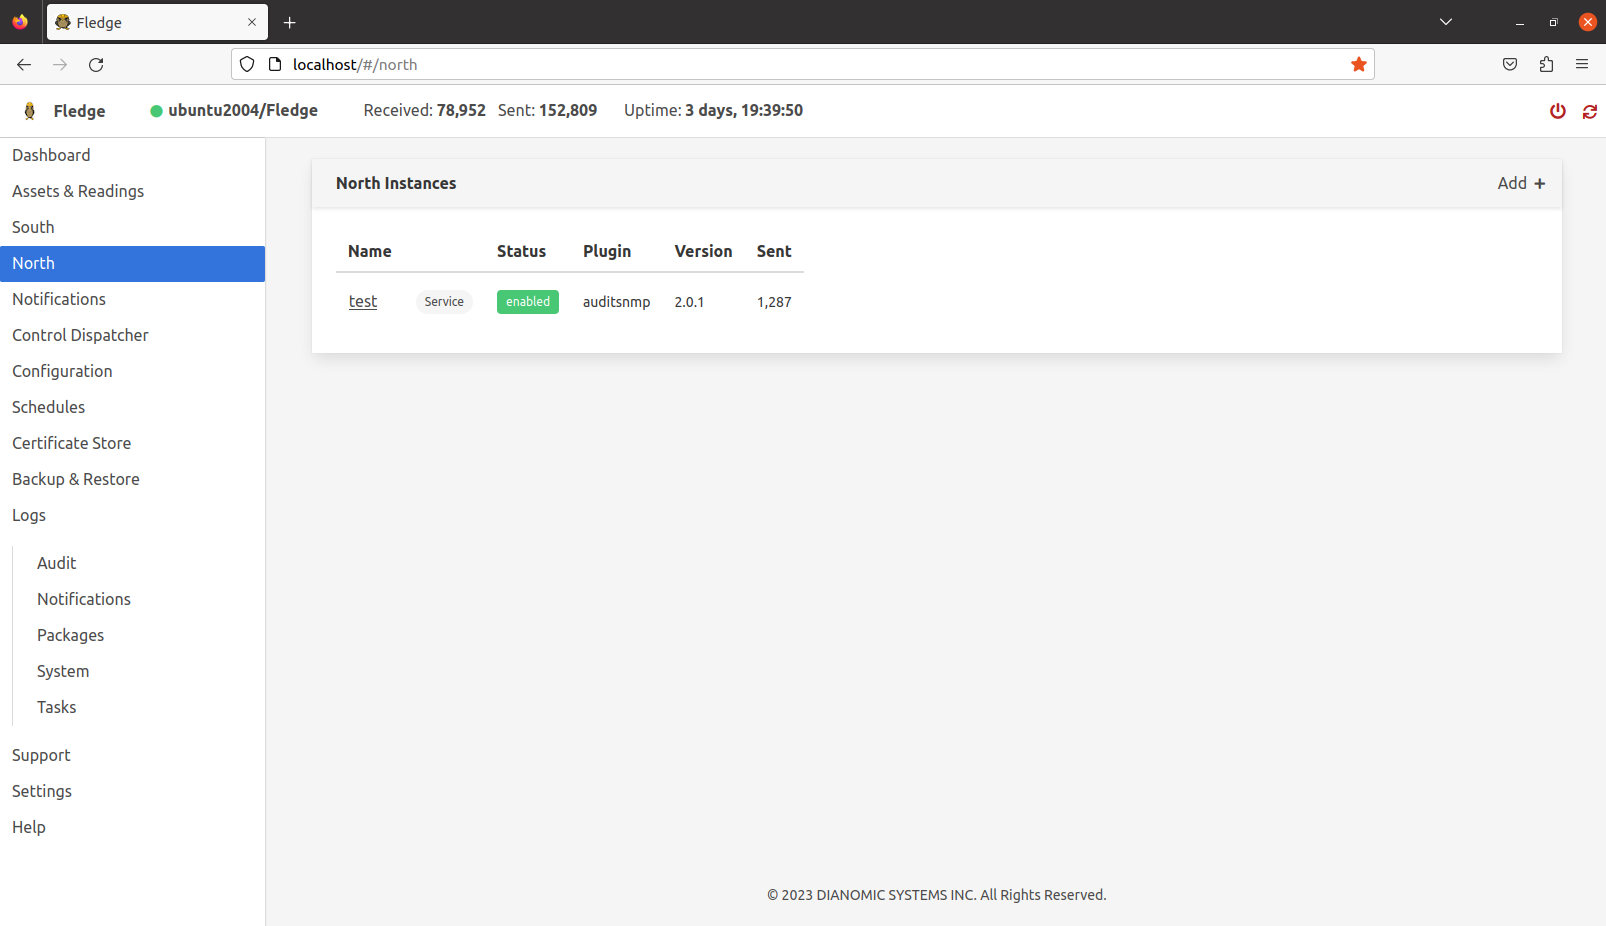 Fledge
localhost/#/north
Fledge ubuntu2004/Fledge Received: 78,952 Sent: 152,809 Uptime: 3 days, 19:39:50
Dashboard
Assets & Readings
South
North
Notifications
Control Dispatcher
Configuration
Schedules
Certificate Store
Backup & Restore
Logs
Audit
Notifications
Packages
System
Tasks
Support
Settings
Help
North Instances Add +
Name Status Plugin Version Sent
test Service enabled auditsnmp 2.0.1 1,287
© 2023 DIANOMIC SYSTEMS INC. All Rights Reserved.